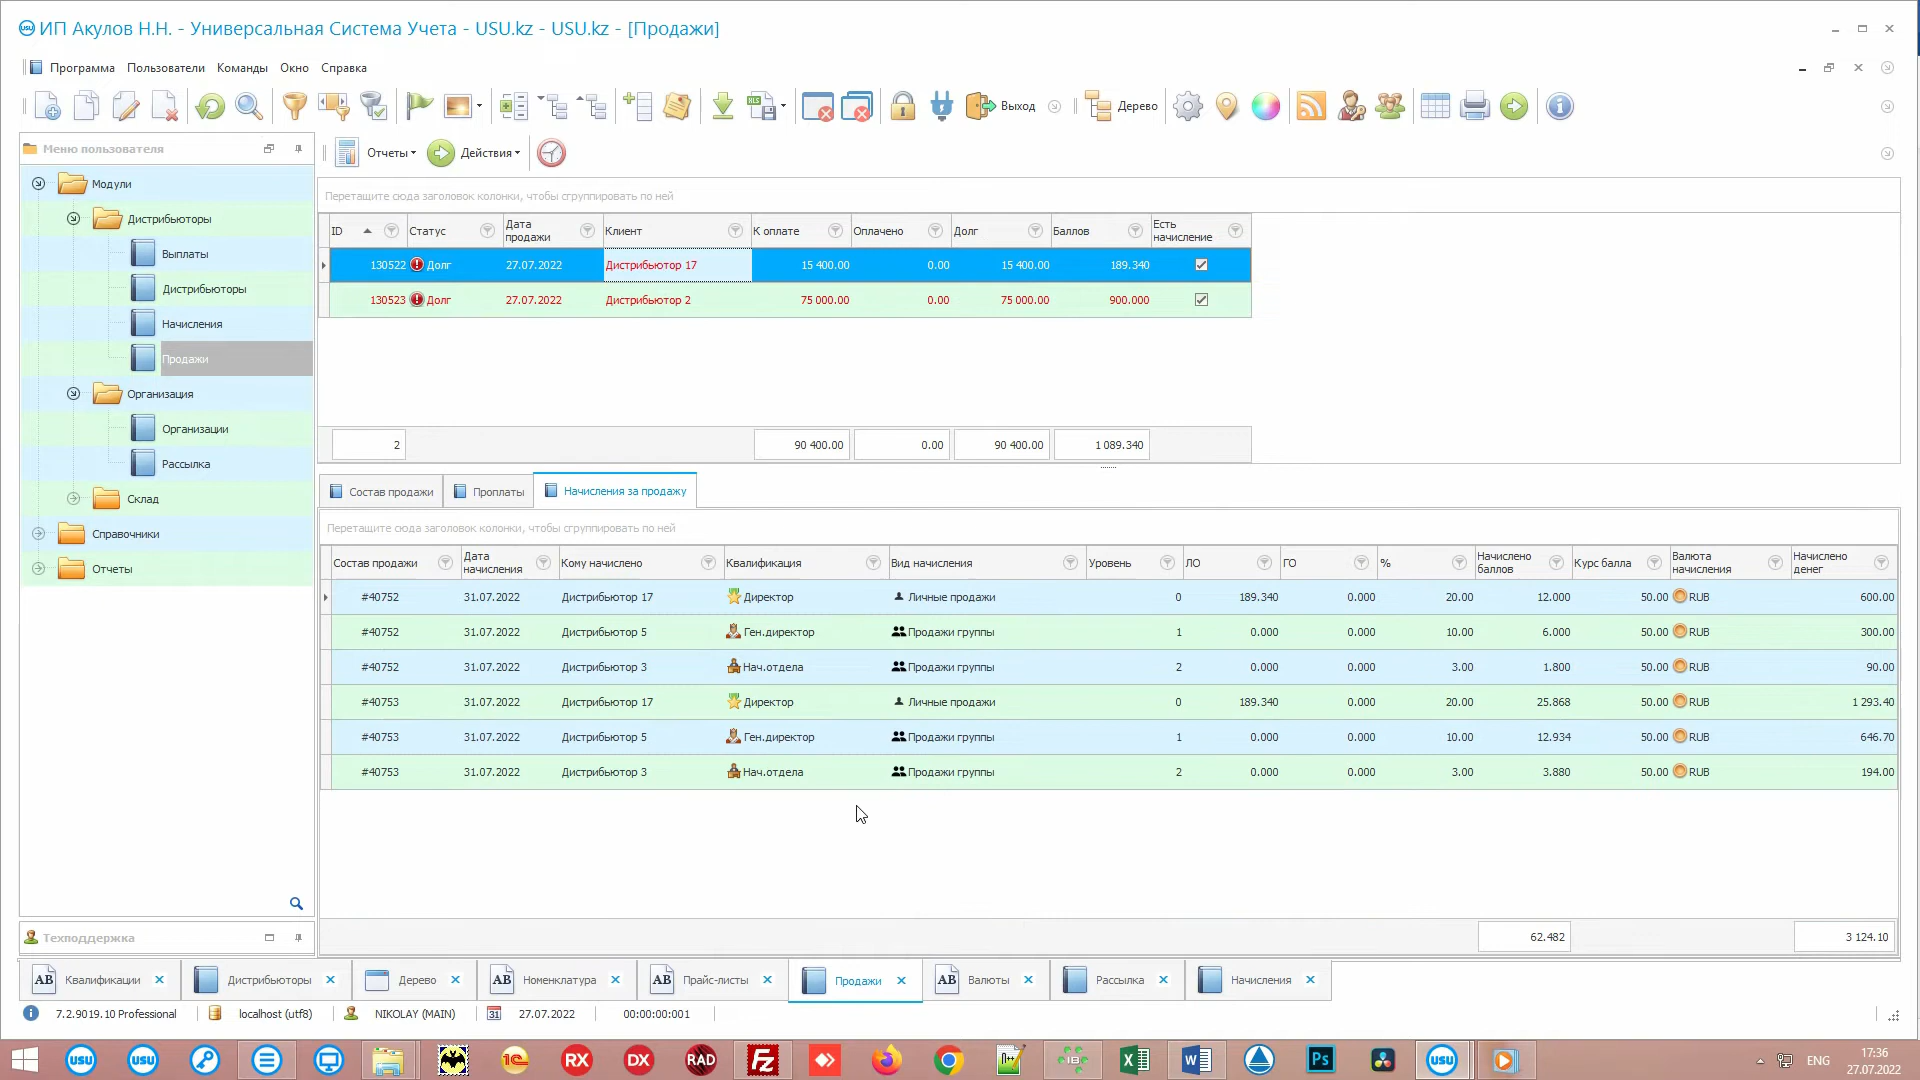 ИП Акулов Н.Н. - Универсальная Система Учета - USU.kz - USU.kz - [Продажи]
Программа Пользователи Команды Окно Справка
Выход Дерево
Меню пользователя
Отчеты Действия
Модули
Дистрибьюторы
Выплаты
Дистрибьюторы
Начисления
Продажи
Организация
Организации
Рассылка
Склад
Справочники
Отчеты
Техподдержка
Перетащите сюда заголовок колонки, чтобы сгруппировать по ней
ID Статус Дата продажи Клиент К оплате Оплачено Долг Баллов Есть начисление
130522 Долг 27.07.2022 Дистрибьютор 17 15 400.00 0.00 15 400.00 189.340
130523 Долг 27.07.2022 Дистрибьютор 2 75 000.00 0.00 75 000.00 900.000
2 90 400.00 0.00 90 400.00 1 089.340
Состав продажи Проплаты Начисления за продажу
Перетащите сюда заголовок колонки, чтобы сгруппировать по ней
Состав продажи Дата начисления Кому начислено Квалификация Вид начисления Уровень ЛО ГО % Начислено баллов Курс балла Валюта начисления Начислено денег
#40752 31.07.2022 Дистрибьютор 17 Директор Личные продажи 0 189.340 0.000 20.00 12.000 50.00 RUB 600.00
#40752 31.07.2022 Дистрибьютор 5 Ген.директор Продажи группы 1 0.000 0.000 10.00 6.000 50.00 RUB 300.00
#40752 31.07.2022 Дистрибьютор 3 Нач.отдела Продажи группы 2 0.000 0.000 3.00 1.800 50.00 RUB 90.00
#40753 31.07.2022 Дистрибьютор 17 Директор Личные продажи 0 189.340 0.000 20.00 25.868 50.00 RUB 1 293.40
#40753 31.07.2022 Дистрибьютор 5 Ген.директор Продажи группы 1 0.000 0.000 10.00 12.934 50.00 RUB 646.70
#40753 31.07.2022 Дистрибьютор 3 Нач.отдела Продажи группы 2 0.000 0.000 3.00 3.880 50.00 RUB 194.00
62.482 3 124.10
AB Квалификации Дистрибьюторы Дерево AB Номенклатура AB Прайс-листы Продажи AB Валюты Рассылка Начисления
7.2.9019.10 Professional localhost (utf8) NIKOLAY (MAIN) 31 27.07.2022 00:00:00:001
USU USU 1С RX DX RAD FZ IB Ps USU ENG 17:36
27.07.2022